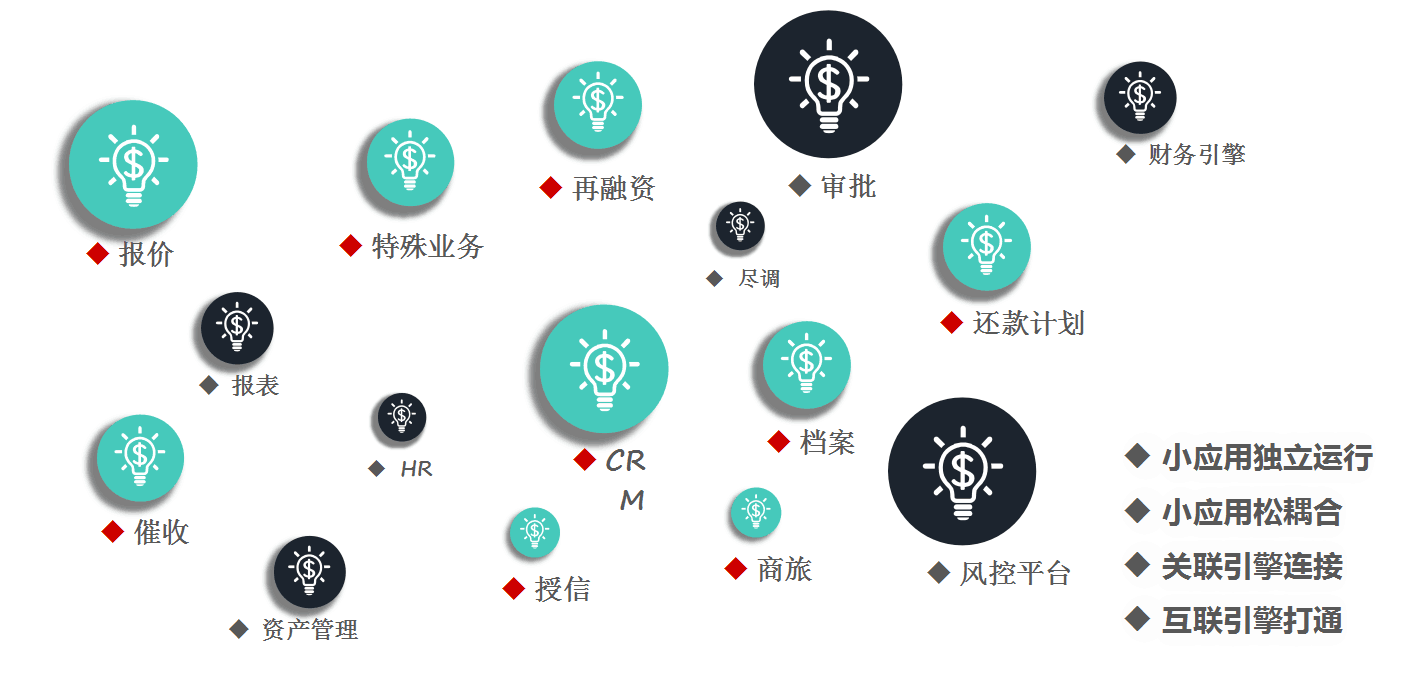 财务引擎
再融资
审批
报价
特殊业务
尽调
还款计划
报表
档案
HR
CR
M
小应用独立运行
小应用松耦合
催收
授信
商旅
风控平台
关联引擎连接
资产管理
互联引擎打通